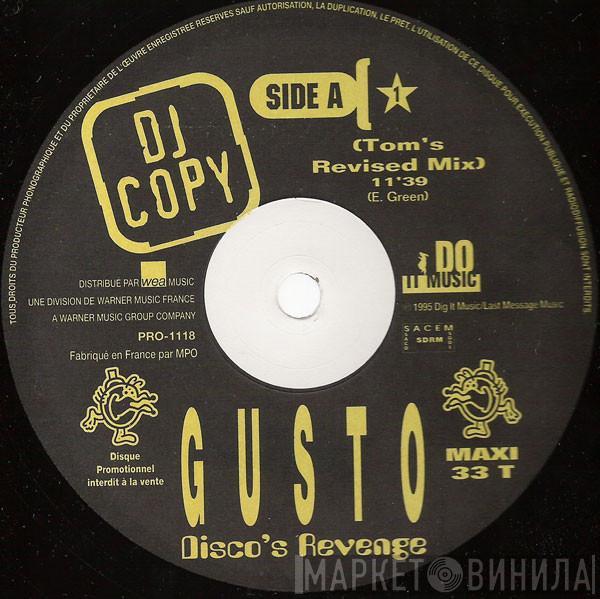 TOUS DROITS DU PRODUCTEUR PHONOGRAPHIQUE ET DU PROPRIETAIRE DE L'ŒUVRE ENREGISTREE RESERVES SAUF AUTORISATION, LA DUPLICATION, LE PRET, L'UTILISATION DE CE DISQUE POUR EXECUTION PUBLIQUE ET RADIODIFFUSION SONT INTERDITS
DJ
COPY
SIDE A
1
(Tom's
Revised Mix)
11'39
(E. Green)
DISTRIBUE PAR wea MUSIC
UNE DIVISION DE WARNER MUSIC FRANCE
A WARNER MUSIC GROUP COMPANY
PRO-1118
Fabriqué en France par MPO
DO
IT MUSIC
℗ 1995 Dig It Music/Last Message Music
SACEM
SDRM
Disque
Promotionnel
interdit à la vente
MAXI
33 T
GUSTO
Disco's Revenge
МАРКЕТ ВИНИЛА